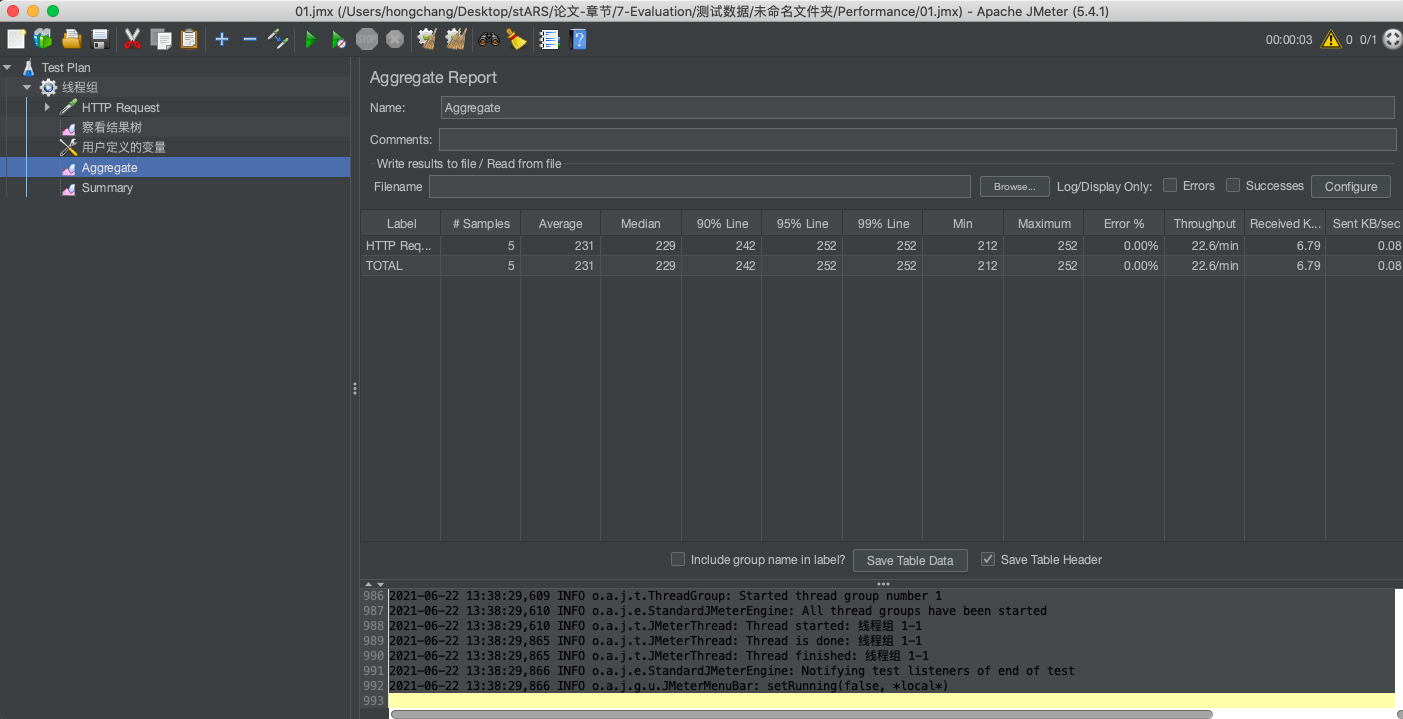 01.jmx (/Users/hongchang/Desktop/stARS/论文-章节/7-Evaluation/测试数据/未命名文件夹/Performance/01.jmx) - Apache JMeter (5.4.1)
STOP 00:00:03 0 0/1
Test Plan
线程组
HTTP Request
察看结果树
用户定义的变量
Aggregate
Summary
Aggregate Report
Name: Aggregate
Comments:
Write results to file / Read from file
Filename Browse... Log/Display Only: Errors Successes Configure
Label # Samples Average Median 90% Line 95% Line 99% Line Min Maximum Error % Throughput Received K... Sent KB/sec
HTTP Req... 5 231 229 242 252 252 212 252 0.00% 22.6/min 6.79 0.08
TOTAL 5 231 229 242 252 252 212 252 0.00% 22.6/min 6.79 0.08
Include group name in label? Save Table Data Save Table Header
986 2021-06-22 13:38:29,609 INFO o.a.j.t.ThreadGroup: Started thread group number 1
987 2021-06-22 13:38:29,610 INFO o.a.j.e.StandardJMeterEngine: All thread groups have been started
988 2021-06-22 13:38:29,610 INFO o.a.j.t.JMeterThread: Thread started: 线程组 1-1
989 2021-06-22 13:38:29,865 INFO o.a.j.t.JMeterThread: Thread is done: 线程组 1-1
990 2021-06-22 13:38:29,865 INFO o.a.j.t.JMeterThread: Thread finished: 线程组 1-1
991 2021-06-22 13:38:29,866 INFO o.a.j.e.StandardJMeterEngine: Notifying test listeners of end of test
992 2021-06-22 13:38:29,866 INFO o.a.j.g.u.JMeterMenuBar: setRunning(false, *local*)
993